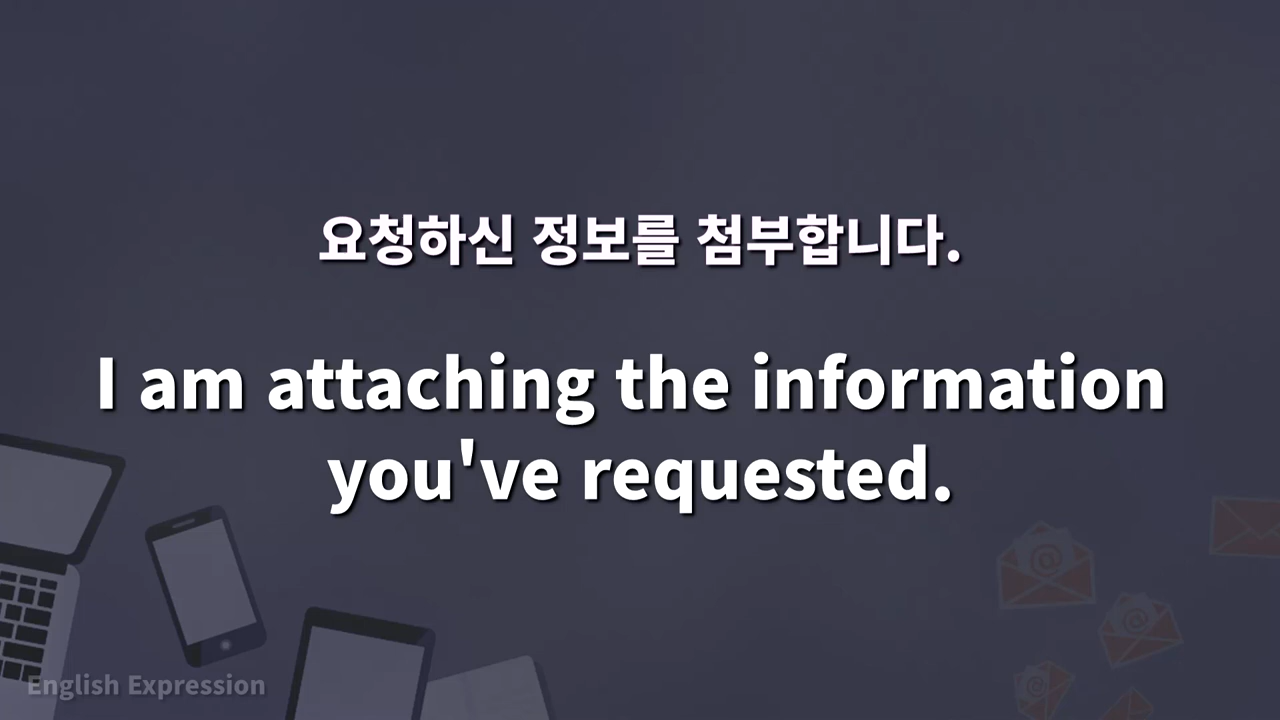 요청하신 정보를 첨부합니다.
I am attaching the information
you've requested.
English Expression